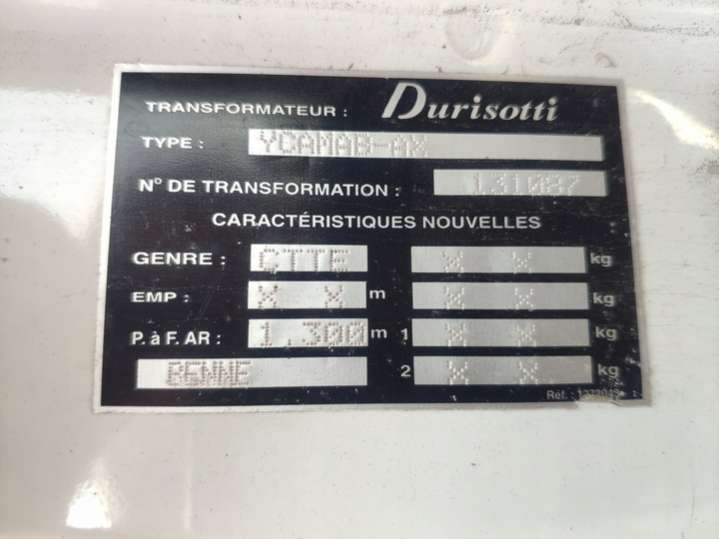 TRANSFORMATEUR : Durisotti
TYPE : YCAMAB-AX
N° DE TRANSFORMATION : 131087
CARACTÉRISTIQUES NOUVELLES
GENRE : CTTE X X kg
EMP : X X m X X kg
P. à F. AR : 1,300 m 1 X X kg
BENNE 2 X X kg
Réf. :